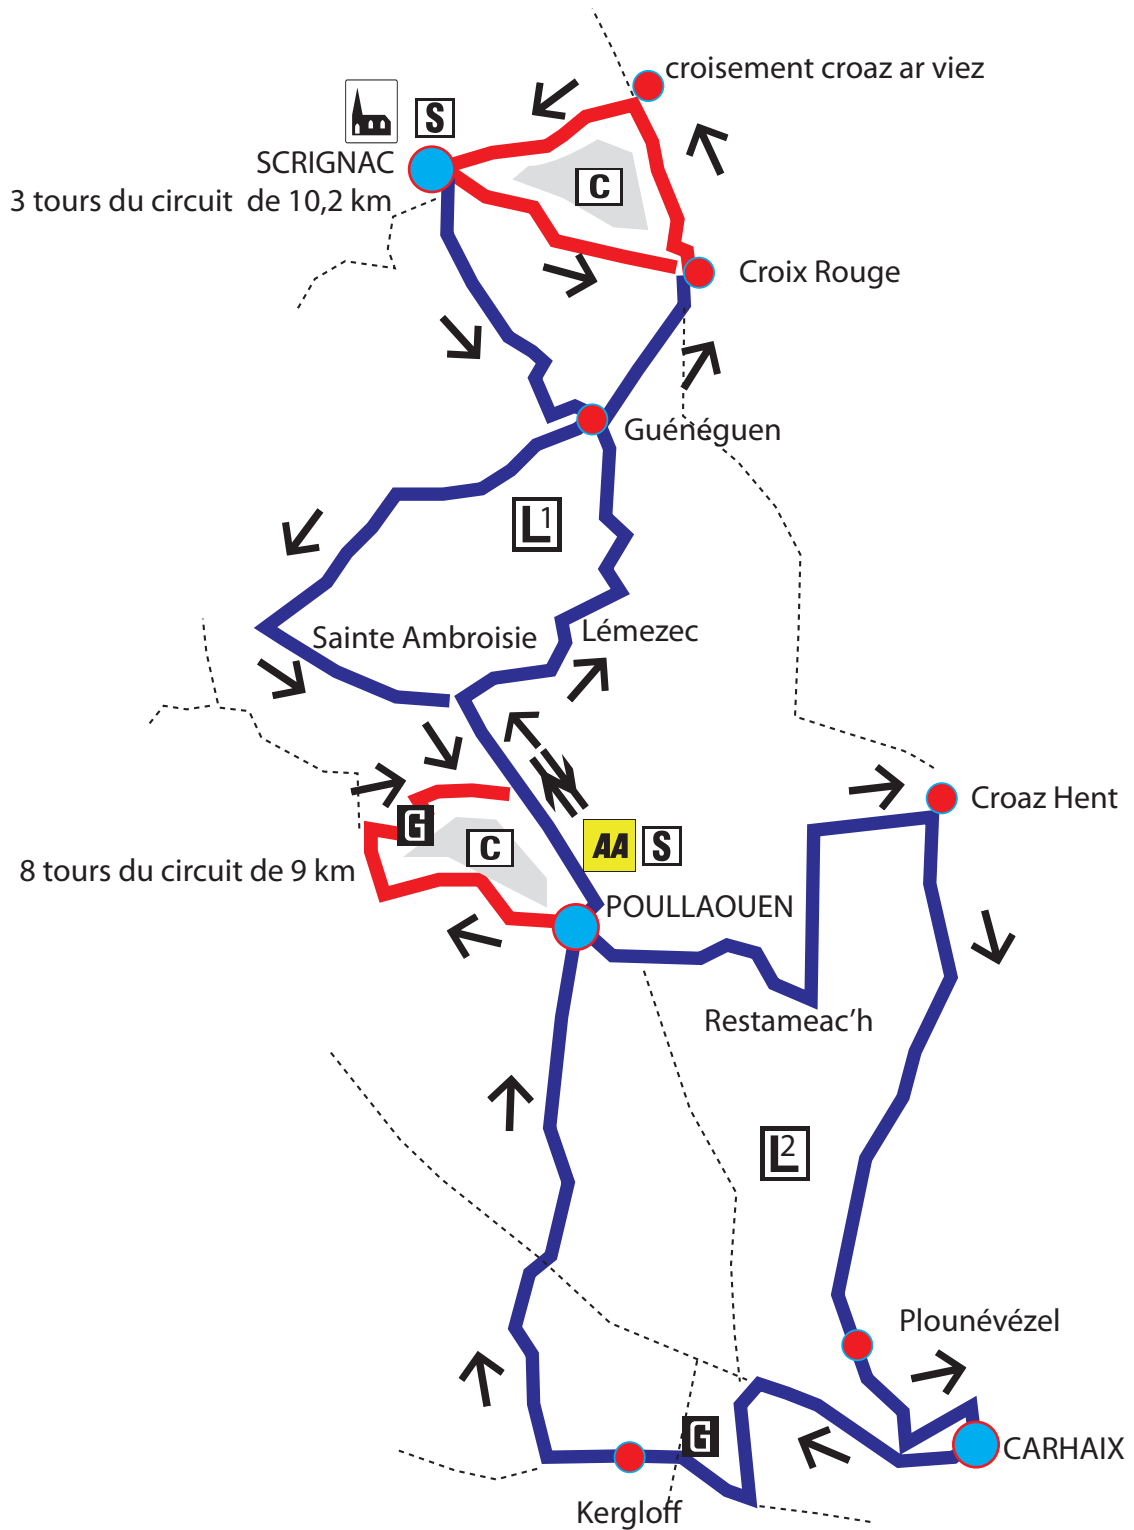 croisement croaz ar viez
S
SCRIGNAC
3 tours du circuit de 10,2 km
C
Croix Rouge
Guénéguen
L1
Sainte Ambroisie
Lémezec
Croaz Hent
G
C
AA
S
8 tours du circuit de 9 km
POULLAOUEN
Restameac'h
L2
Plounévézel
G
CARHAIX
Kergloff